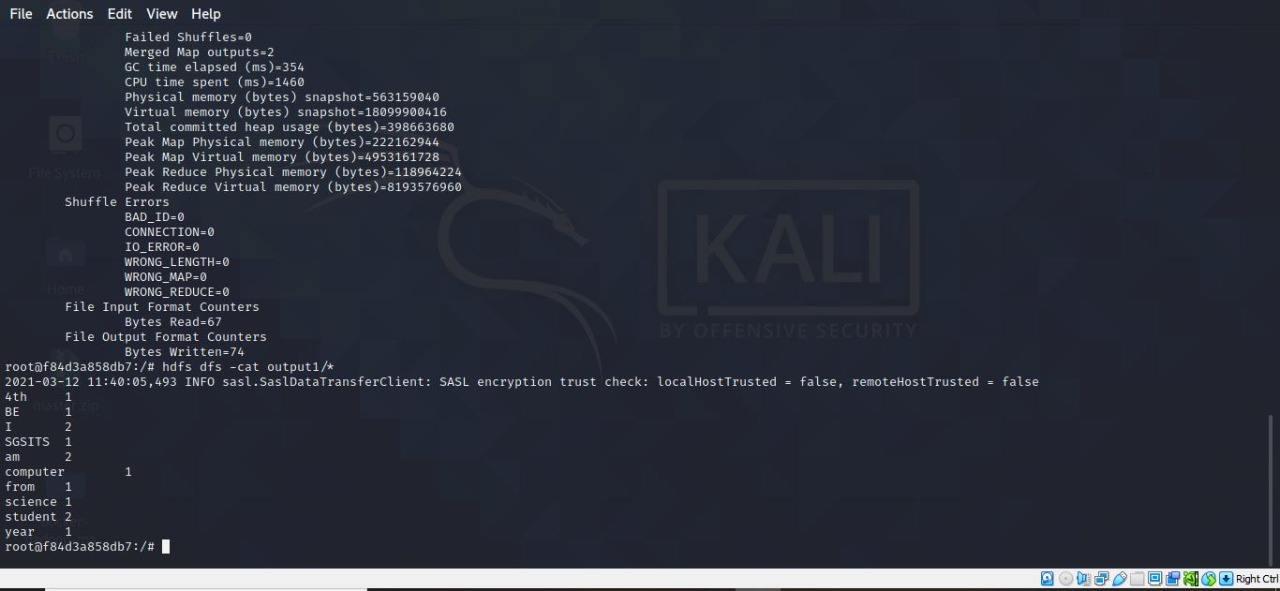 File Actions Edit View Help
Failed Shuffles=0
Merged Map outputs=2
GC time elapsed (ms)=354
CPU time spent (ms)=1460
Physical memory (bytes) snapshot=563159040
Virtual memory (bytes) snapshot=18099900416
Total committed heap usage (bytes)=398663680
Peak Map Physical memory (bytes)=222162944
Peak Map Virtual memory (bytes)=4953161728
Peak Reduce Physical memory (bytes)=118964224
Peak Reduce Virtual memory (bytes)=8193576960
Shuffle Errors
BAD_ID=0
CONNECTION=0
IO_ERROR=0
WRONG_LENGTH=0
WRONG_MAP=0
WRONG_REDUCE=0
File Input Format Counters
Bytes Read=67
File Output Format Counters
Bytes Written=74
root@f84d3a858db7:/# hdfs dfs -cat output1/*
2021-03-12 11:40:05,493 INFO sasl.SaslDataTransferClient: SASL encryption trust check: localHostTrusted = false, remoteHostTrusted = false
4th 1
BE 1
I 2
SGSITS 1
am 2
computer 1
from 1
science 1
student 2
year 1
root@f84d3a858db7:/#
Trash
File System
Home
KALI
BY OFFENSIVE SECURITY
Right Ctrl